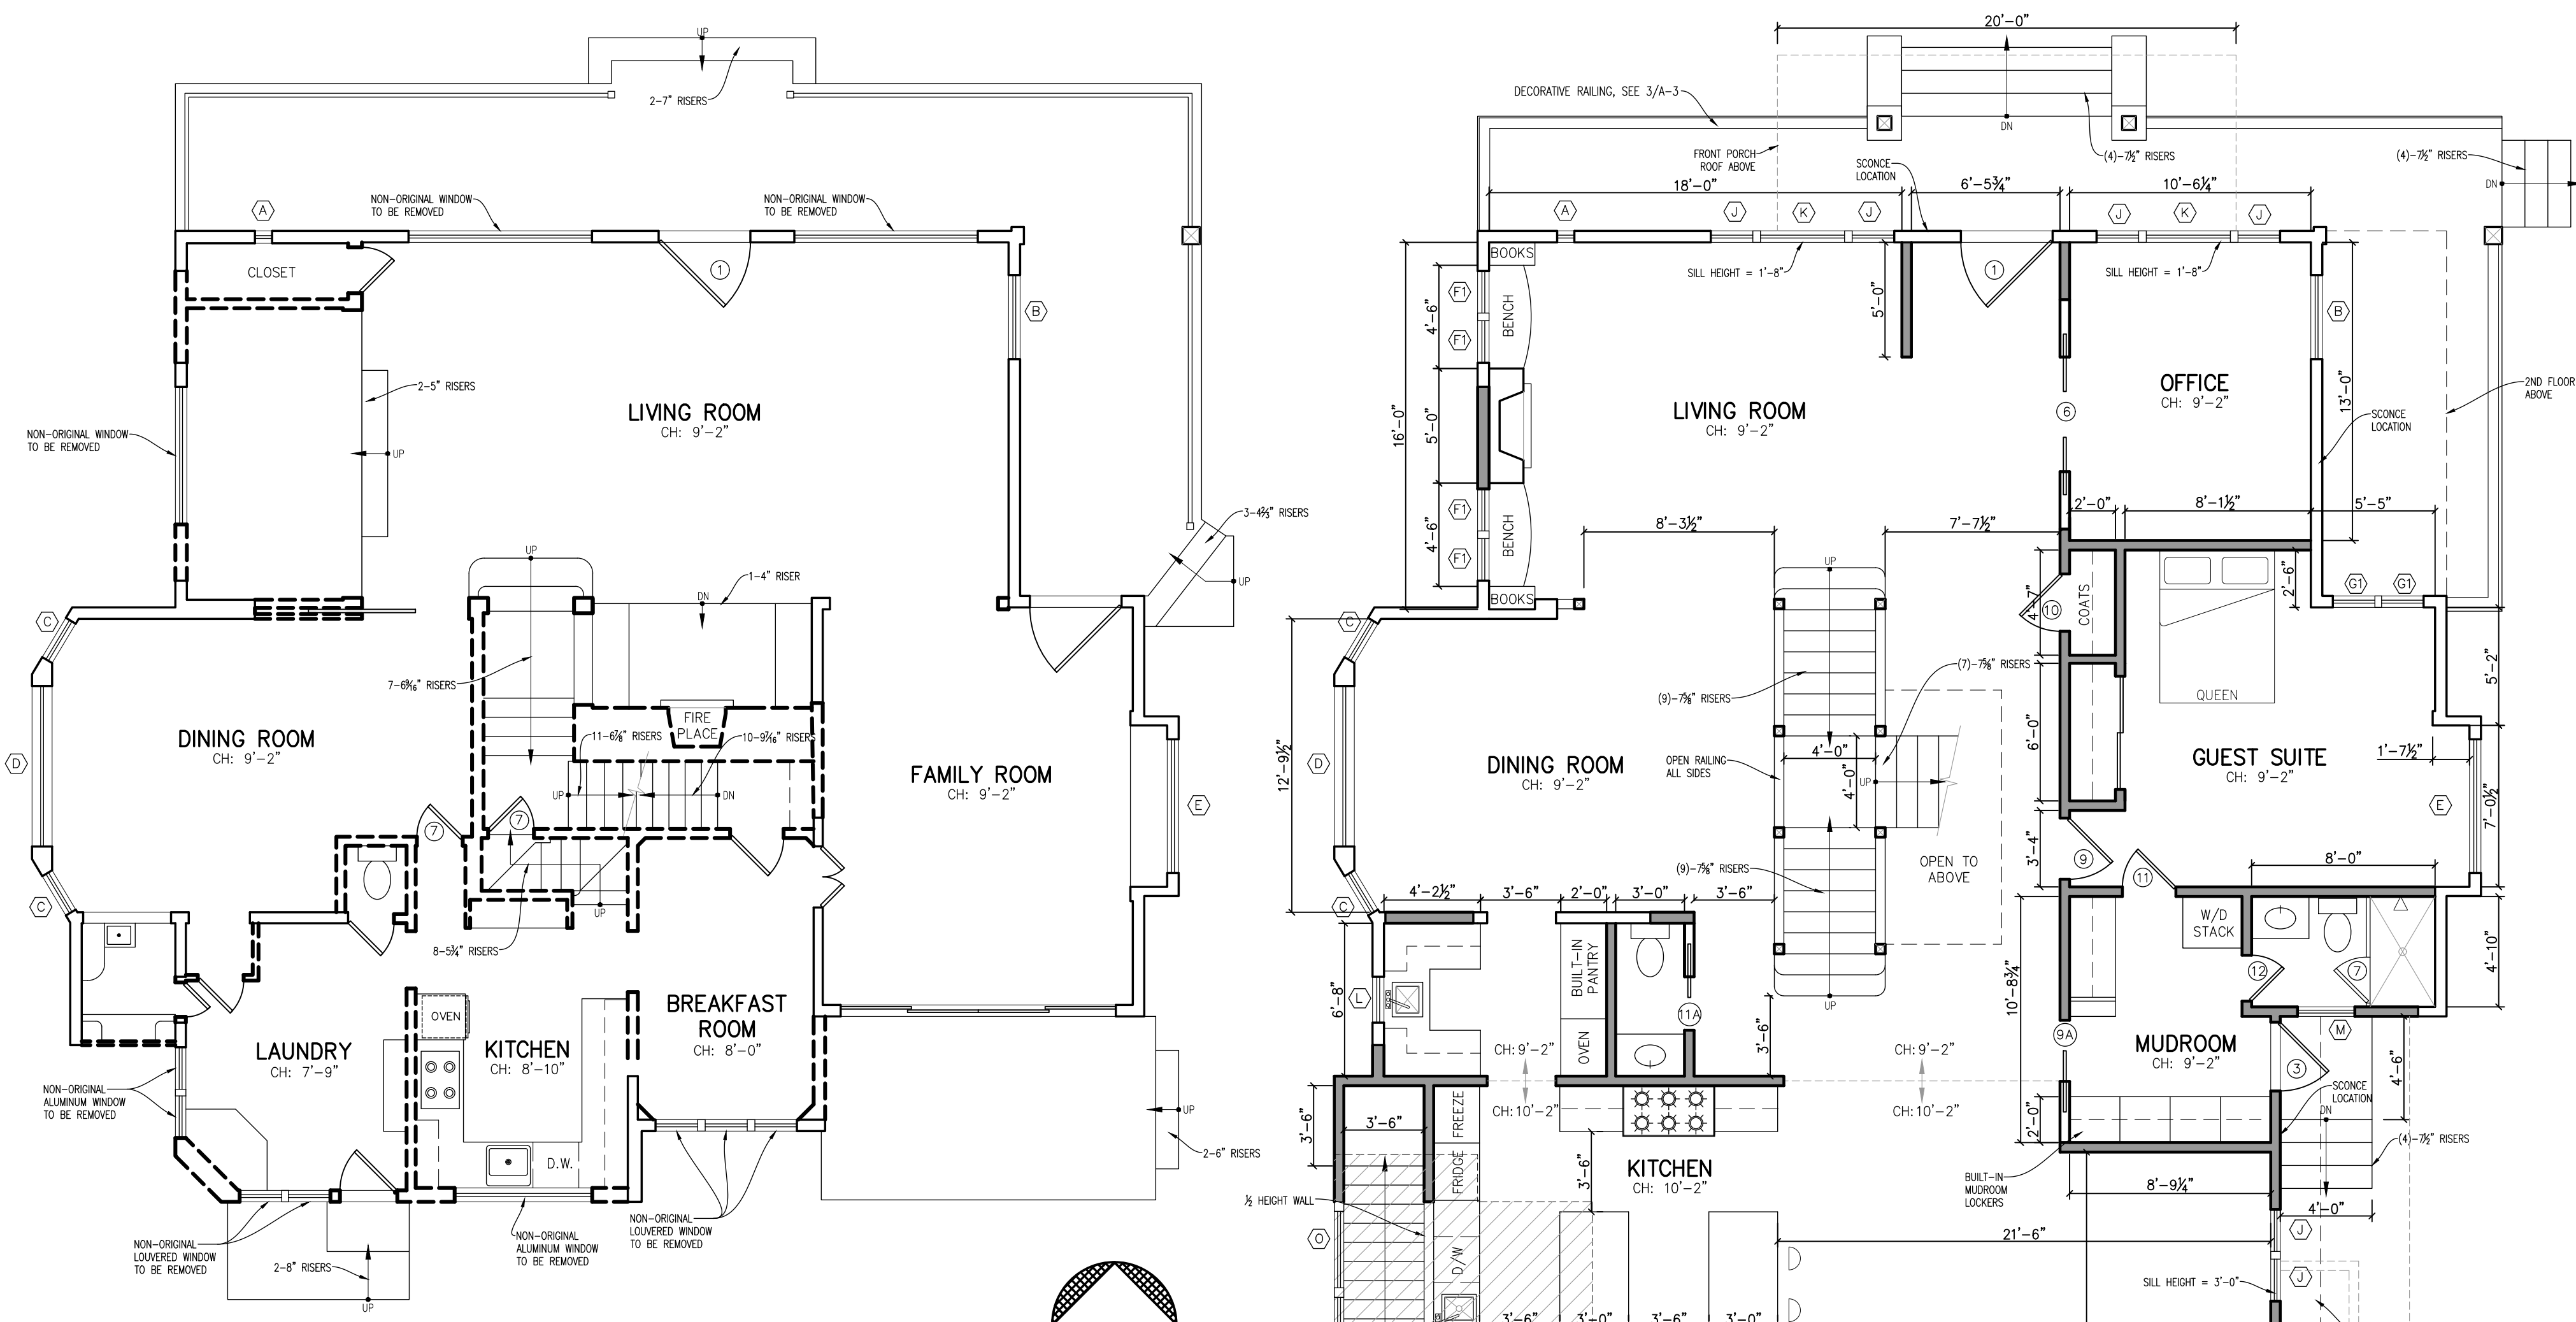 UP
2-7" RISERS
NON-ORIGINAL WINDOW
TO BE REMOVED
NON-ORIGINAL WINDOW
TO BE REMOVED
A
CLOSET
1
B
2-5" RISERS
LIVING ROOM
CH: 9'-2"
NON-ORIGINAL WINDOW
TO BE REMOVED
UP
3-4⅔" RISERS
UP
UP
1-4" RISER
DN
C
7-6⁹⁄₁₆" RISERS
FIRE
PLACE
11-6⅞" RISERS
10-9⁷⁄₁₆" RISERS
DINING ROOM
CH: 9'-2"
D
FAMILY ROOM
CH: 9'-2"
UP
DN
E
7
7
C
UP
8-5¾" RISERS
BREAKFAST
ROOM
CH: 8'-0"
OVEN
LAUNDRY
CH: 7'-9"
KITCHEN
CH: 8'-10"
NON-ORIGINAL
ALUMINUM WINDOW
TO BE REMOVED
UP
2-6" RISERS
D.W.
NON-ORIGINAL
LOUVERED WINDOW
TO BE REMOVED
NON-ORIGINAL
ALUMINUM WINDOW
TO BE REMOVED
NON-ORIGINAL
LOUVERED WINDOW
TO BE REMOVED
2-8" RISERS
UP
20'-0"
DECORATIVE RAILING, SEE 3/A-3
DN
FRONT PORCH
ROOF ABOVE
SCONCE
LOCATION
(4)-7½" RISERS
(4)-7½" RISERS
DN
18'-0"
6'-5¾"
10'-6¼"
A
J
K
J
J
K
J
BOOKS
SILL HEIGHT = 1'-8"
1
SILL HEIGHT = 1'-8"
F1
F1
4'-6"
BENCH
5'-0"
B
16'-0"
5'-0"
LIVING ROOM
CH: 9'-2"
6
OFFICE
CH: 9'-2"
13'-0"
2ND FLOOR
ABOVE
SCONCE
LOCATION
F1
F1
4'-6"
BENCH
BOOKS
8'-3½"
7'-7½"
2'-0"
8'-1½"
5'-5"
UP
4'-7"
10
COATS
2'-6"
G1
G1
C
12'-9½"
D
DINING ROOM
CH: 9'-2"
(9)-7⅝" RISERS
(7)-7⅝" RISERS
OPEN RAILING
ALL SIDES
4'-0"
4'-0"
UP
6'-0"
QUEEN
5'-2"
GUEST SUITE
CH: 9'-2"
1'-7½"
E
7'-0½"
(9)-7⅝" RISERS
OPEN TO
ABOVE
3'-4"
9
11
8'-0"
C
4'-2½"
3'-6"
2'-0"
3'-0"
3'-6"
W/D
STACK
BUILT-IN
PANTRY
6'-8"
L
11A
UP
3'-6"
10'-8¾"
12
7
4'-10"
OVEN
CH: 9'-2"
CH: 9'-2"
9A
M
MUDROOM
CH: 9'-2"
3
4'-6"
SCONCE
LOCATION
CH: 10'-2"
CH: 10'-2"
3'-6"
3'-6"
FREEZE
FRIDGE
2'-0"
DN
(4)-7½" RISERS
KITCHEN
CH: 10'-2"
3'-6"
½ HEIGHT WALL
BUILT-IN
MUDROOM
LOCKERS
8'-9¼"
4'-0"
O
D/W
21'-6"
J
J
SILL HEIGHT = 3'-0"
3'-6"
3'-0"
3'-6"
3'-0"